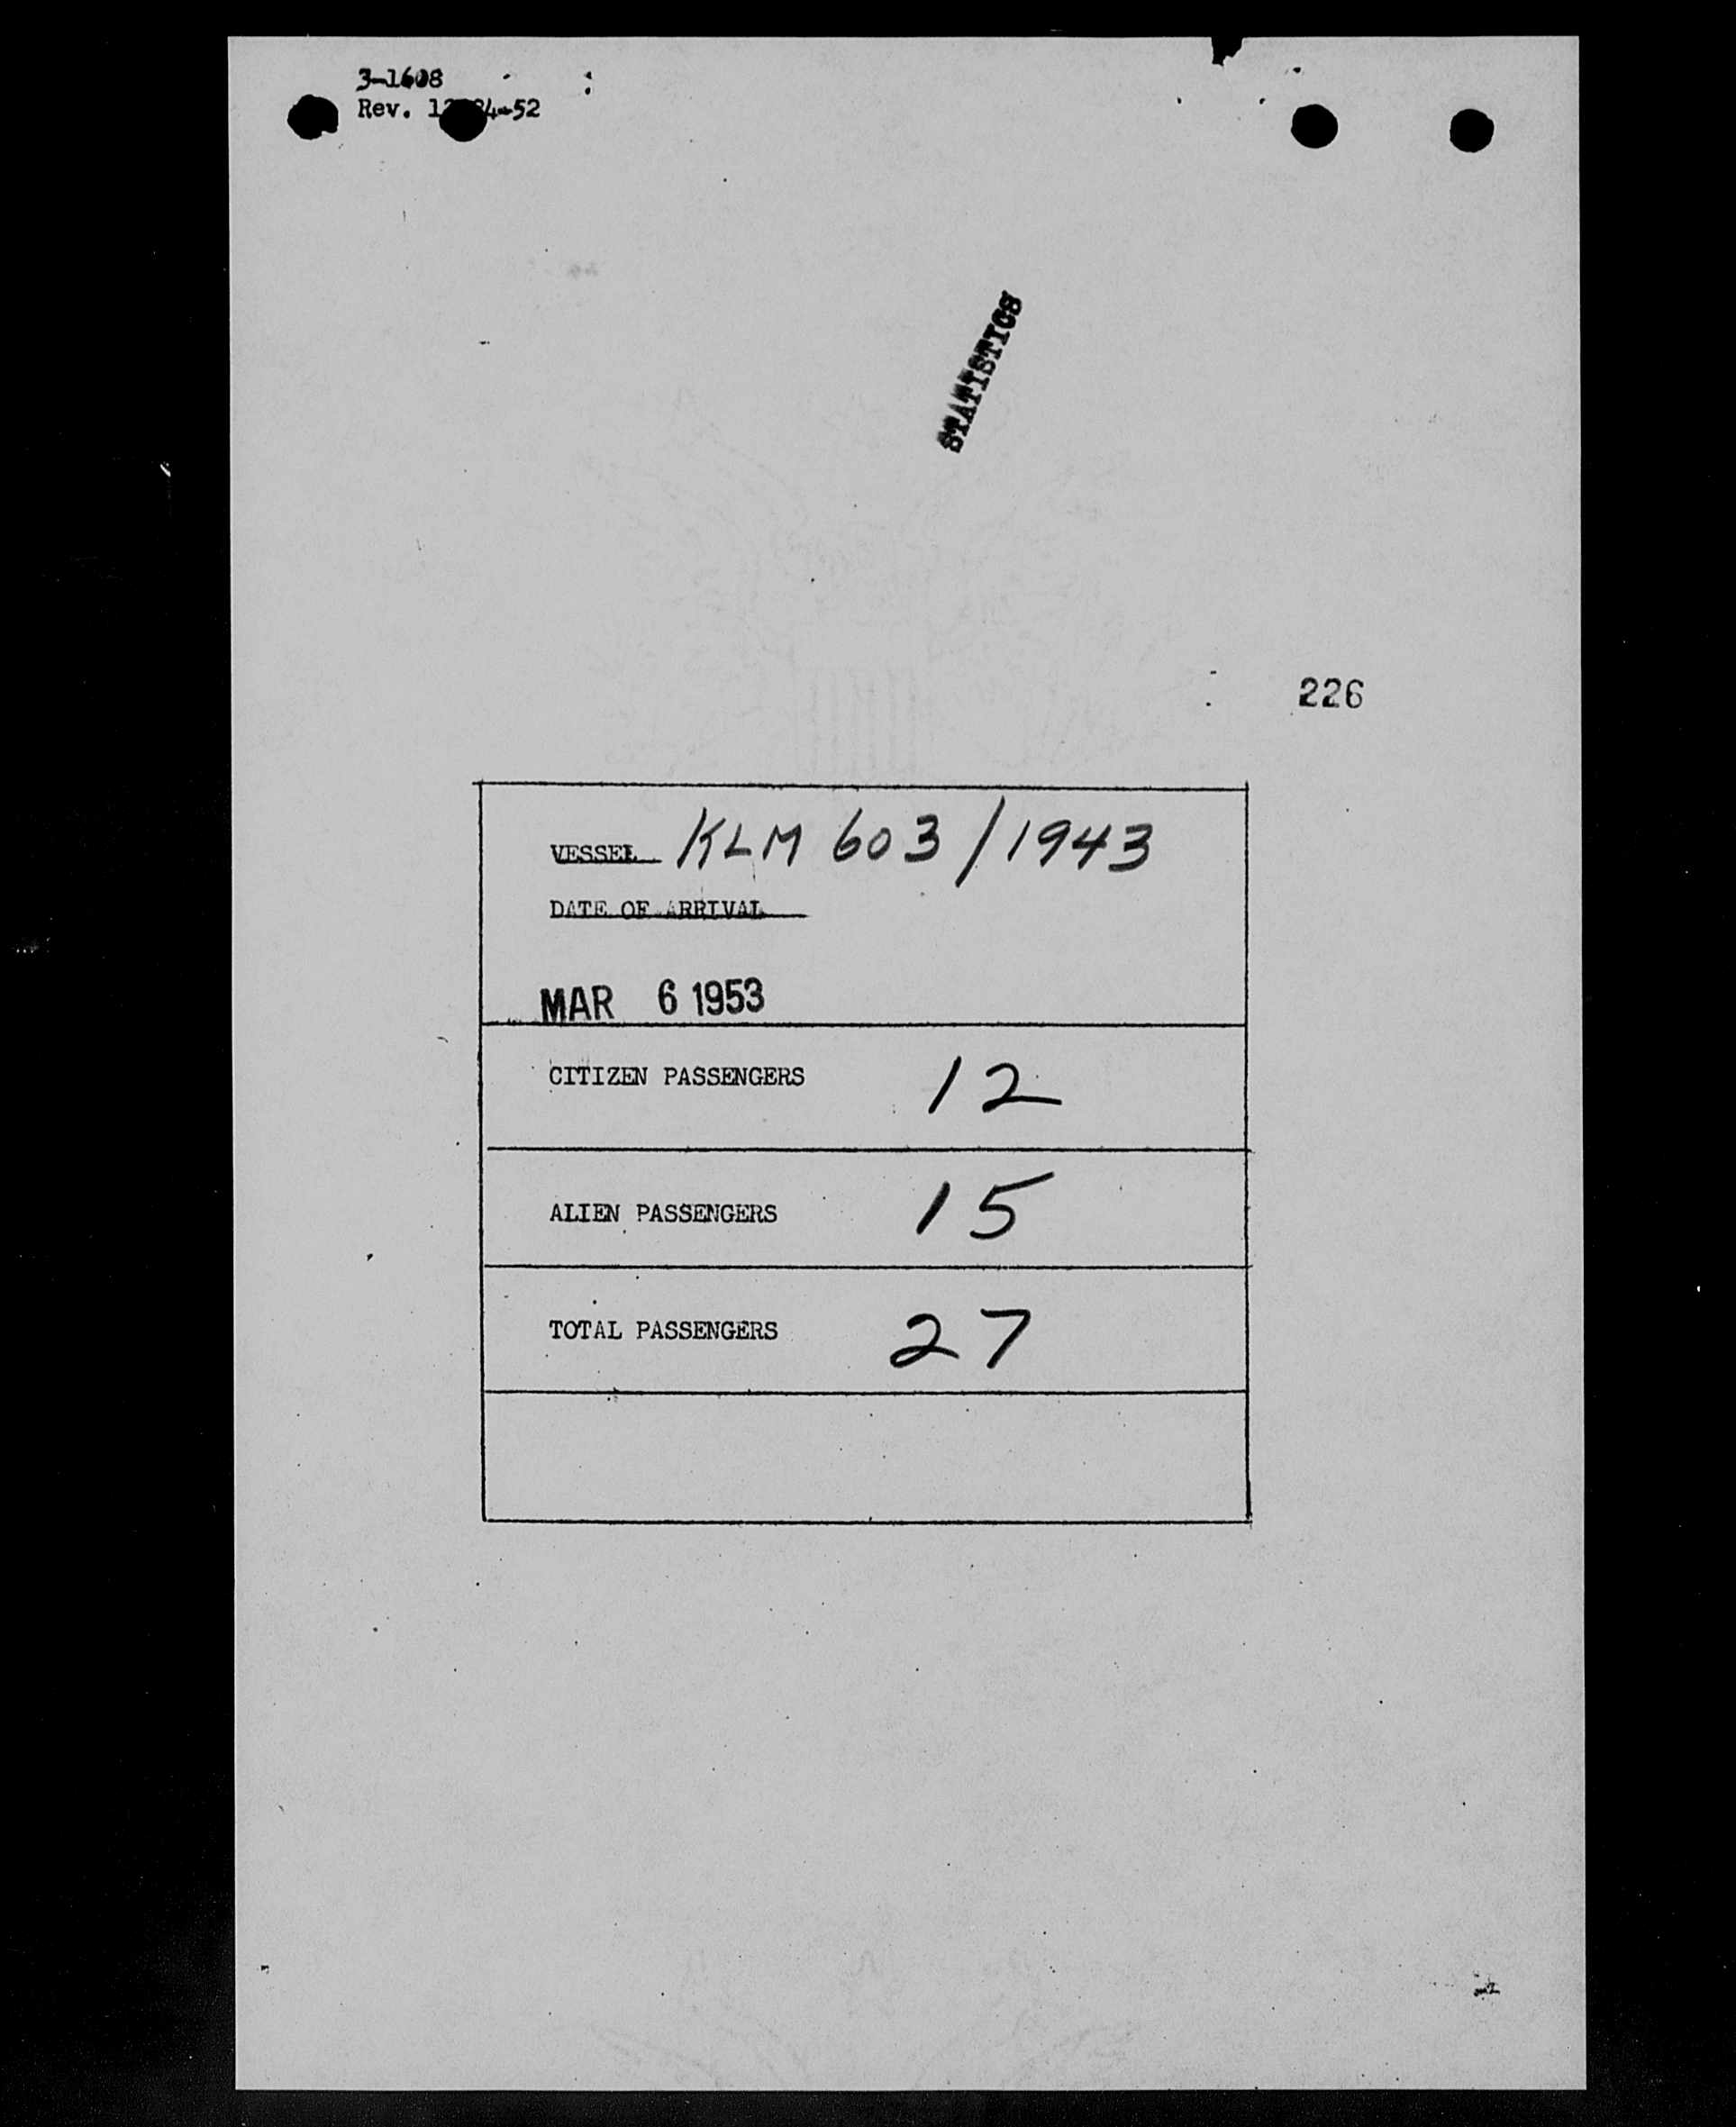 3-1608
Rev. 12-24-52
STATISTICS
226
VESSEL KLM 603/1943
DATE OF ARRIVAL
MAR 6 1953
CITIZEN PASSENGERS 12
ALIEN PASSENGERS 15
TOTAL PASSENGERS 27